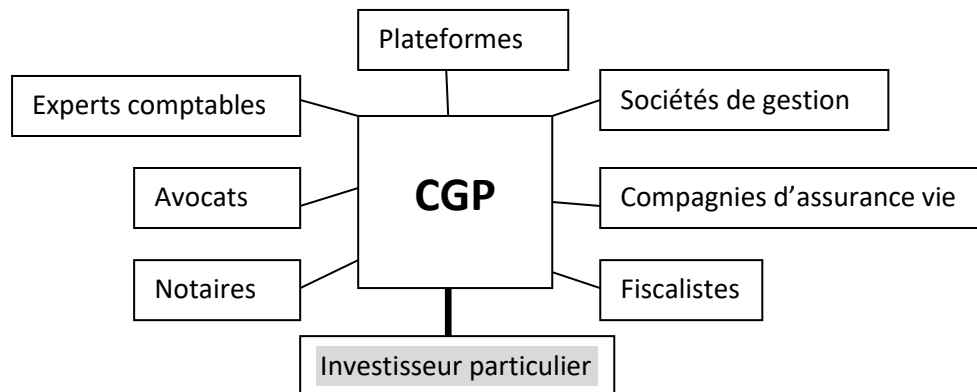 Plateformes
Experts comptables
Sociétés de gestion
CGP
Avocats
Compagnies d’assurance vie
Notaires
Fiscalistes
Investisseur particulier